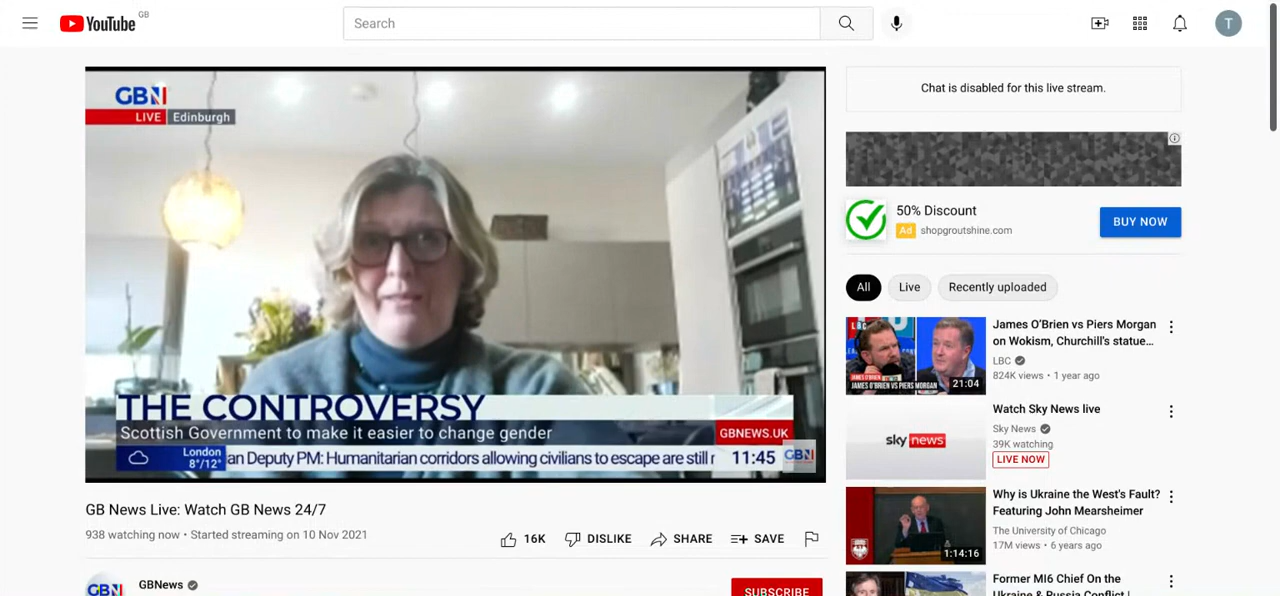 YouTube GB
Search
T
GBN
LIVE Edinburgh
THE CONTROVERSY
Scottish Government to make it easier to change gender
GBNEWS.UK
London
8°/12°
an Deputy PM: Humanitarian corridors allowing civilians to escape are still r
11:45
GBN
GB News Live: Watch GB News 24/7
938 watching now • Started streaming on 10 Nov 2021
16K DISLIKE SHARE SAVE
GBN
GBNews
SUBSCRIBE
Chat is disabled for this live stream.
50% Discount
Ad shopgroutshine.com
BUY NOW
All Live Recently uploaded
LBC
JAMES O'BRIEN VS PIERS MORGAN
21:04
James O'Brien vs Piers Morgan
on Wokism, Churchill's statue...
LBC
824K views • 1 year ago
sky news
Watch Sky News live
Sky News
39K watching
LIVE NOW
1:14:16
Why is Ukraine the West's Fault?
Featuring John Mearsheimer
The University of Chicago
17M views • 6 years ago
Former MI6 Chief On the
Ukraine & Russia Conflict |